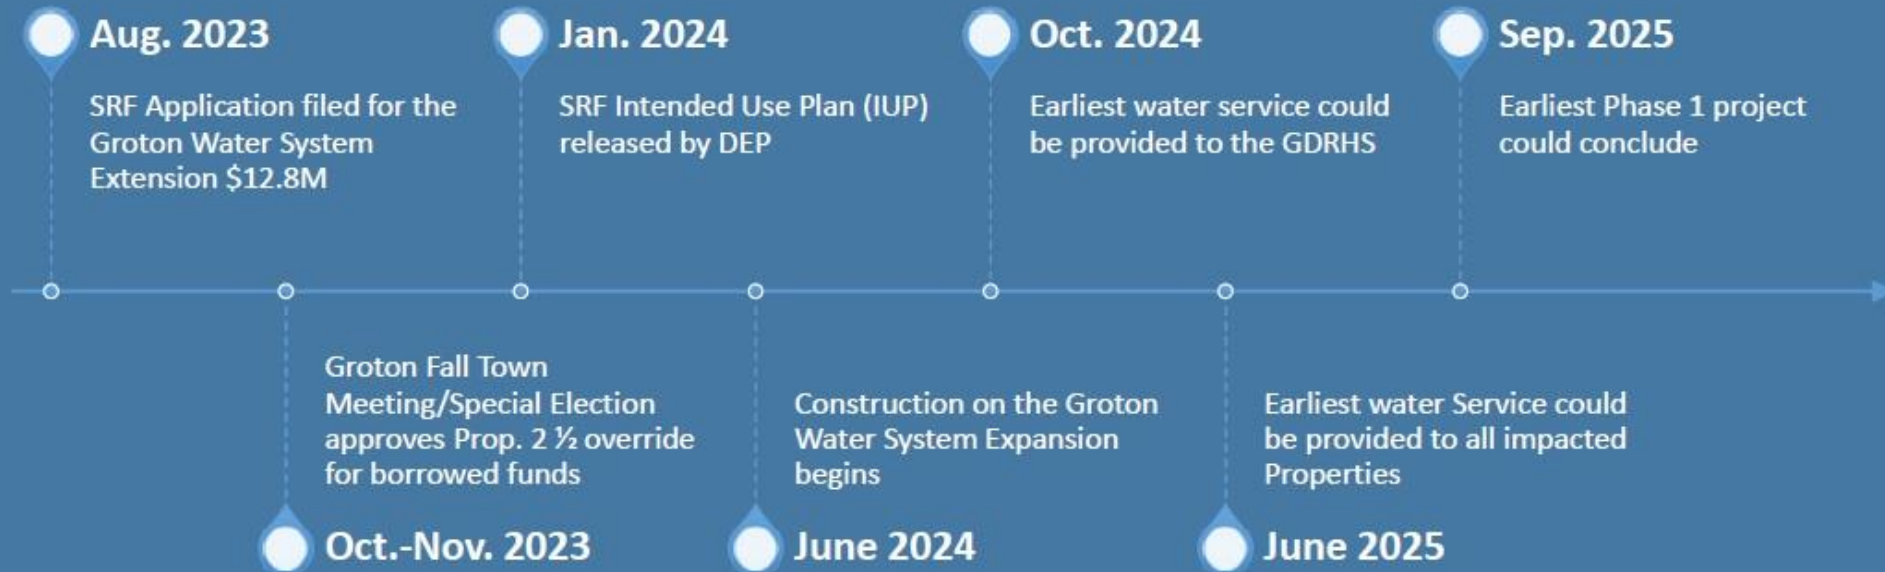 Aug. 2023
SRF Application filed for the
Groton Water System
Extension $12.8M
Jan. 2024
SRF Intended Use Plan (IUP)
released by DEP
Oct. 2024
Earliest water service could
be provided to the GDRHS
Sep. 2025
Earliest Phase 1 project
could conclude
Groton Fall Town
Meeting/Special Election
approves Prop. 2 ½ override
for borrowed funds
Oct.-Nov. 2023
Construction on the Groton
Water System Expansion
begins
June 2024
Earliest water Service could
be provided to all impacted
Properties
June 2025